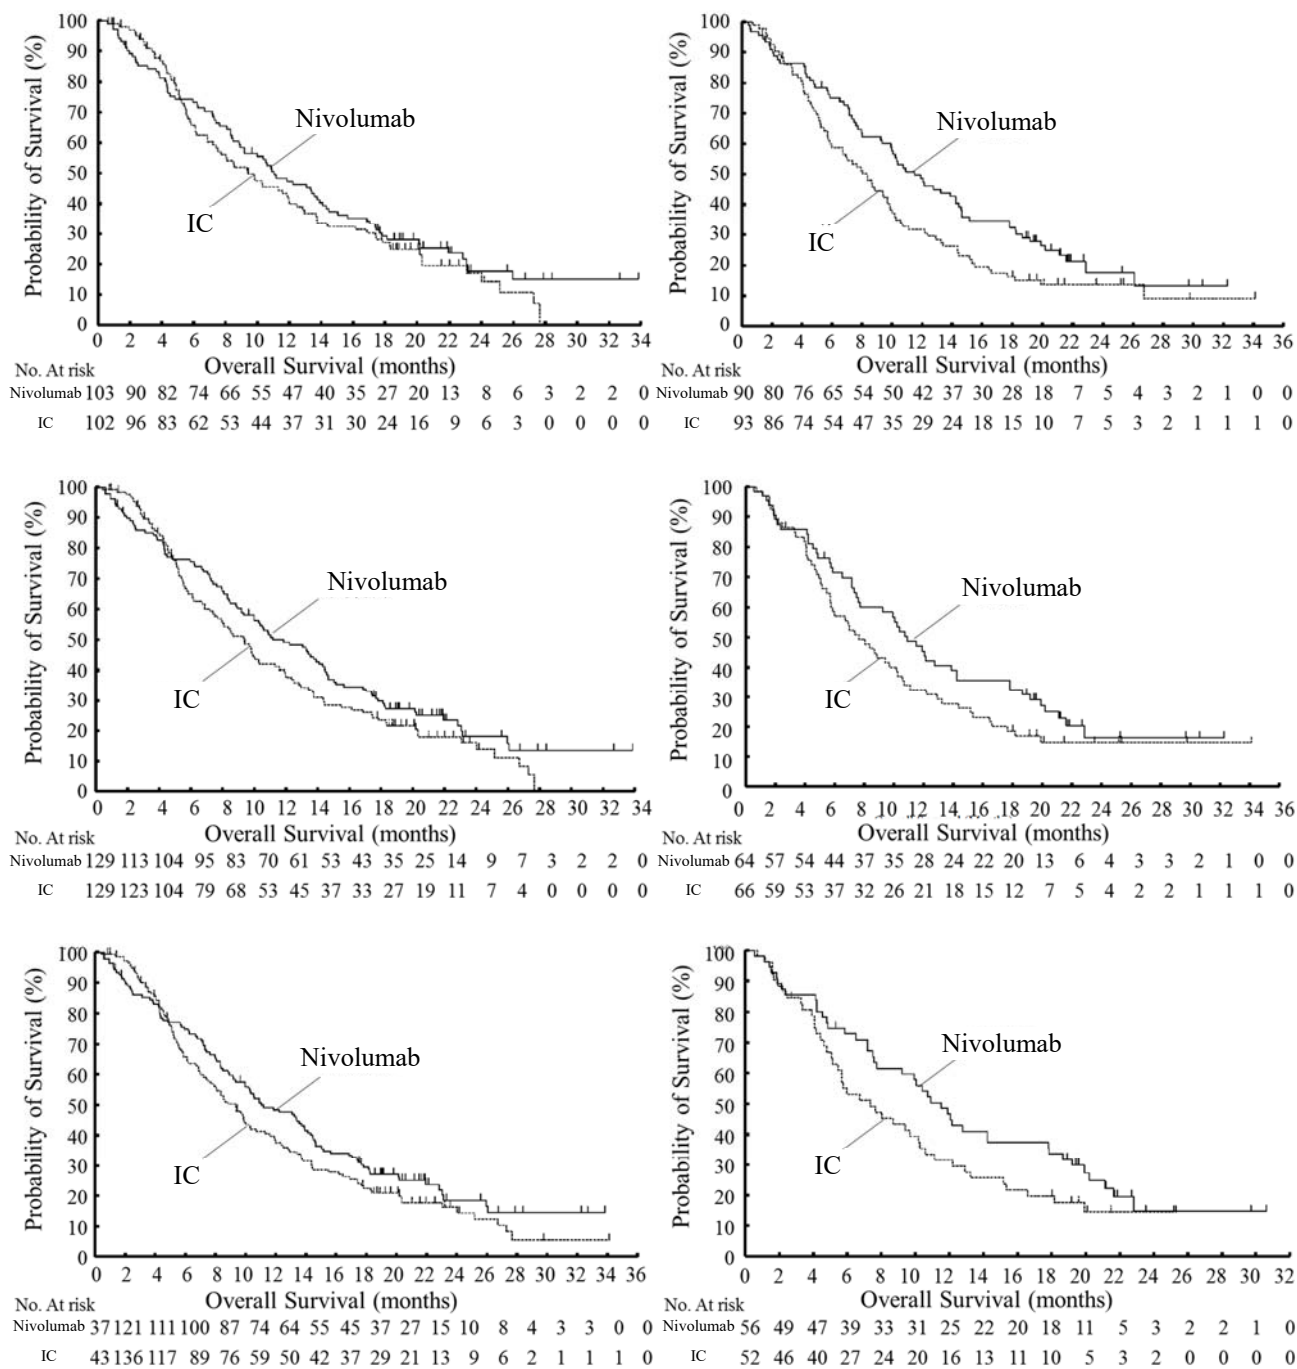 Probability of Survival (%)
100
90
80
70
60
50
40
30
20
10
0
Nivolumab
IC
0 2 4 6 8 10 12 14 16 18 20 22 24 26 28 30 32 34
Overall Survival (months)
No. At risk
Nivolumab 103 90 82 74 66 55 47 40 35 27 20 13 8 6 3 2 2 0
IC 102 96 83 62 53 44 37 31 30 24 16 9 6 3 0 0 0 0
Probability of Survival (%)
100
90
80
70
60
50
40
30
20
10
0
Nivolumab
IC
0 2 4 6 8 10 12 14 16 18 20 22 24 26 28 30 32 34 36
Overall Survival (months)
No. At risk
Nivolumab 90 80 76 65 54 50 42 37 30 28 18 7 5 4 3 2 1 0 0
IC 93 86 74 54 47 35 29 24 18 15 10 7 5 3 2 1 1 1 0
Probability of Survival (%)
100
90
80
70
60
50
40
30
20
10
0
Nivolumab
IC
0 2 4 6 8 10 12 14 16 18 20 22 24 26 28 30 32 34
Overall Survival (months)
No. At risk
Nivolumab 129 113 104 95 83 70 61 53 43 35 25 14 9 7 3 2 2 0
IC 129 123 104 79 68 53 45 37 33 27 19 11 7 4 0 0 0 0
Probability of Survival (%)
100
90
80
70
60
50
40
30
20
10
0
Nivolumab
IC
0 2 4 6 8 10 12 14 16 18 20 22 24 26 28 30 32 34 36
Overall Survival (months)
No. At risk
Nivolumab 64 57 54 44 37 35 28 24 22 20 13 6 4 3 3 2 1 0 0
IC 66 59 53 37 32 26 21 18 15 12 7 5 4 2 2 1 1 1 0
Probability of Survival (%)
100
90
80
70
60
50
40
30
20
10
0
Nivolumab
IC
0 2 4 6 8 10 12 14 16 18 20 22 24 26 28 30 32 34 36
Overall Survival (months)
No. At risk
Nivolumab 37 121 111 100 87 74 64 55 45 37 27 15 10 8 4 3 3 0 0
IC 43 136 117 89 76 59 50 42 37 29 21 13 9 6 2 1 1 1 0
Probability of Survival (%)
100
90
80
70
60
50
40
30
20
10
0
Nivolumab
IC
0 2 4 6 8 10 12 14 16 18 20 22 24 26 28 30 32
Overall Survival (months)
No. At risk
Nivolumab 56 49 47 39 33 31 25 22 20 18 11 5 3 2 2 1 0
IC 52 46 40 27 24 20 16 13 11 10 5 3 2 0 0 0 0